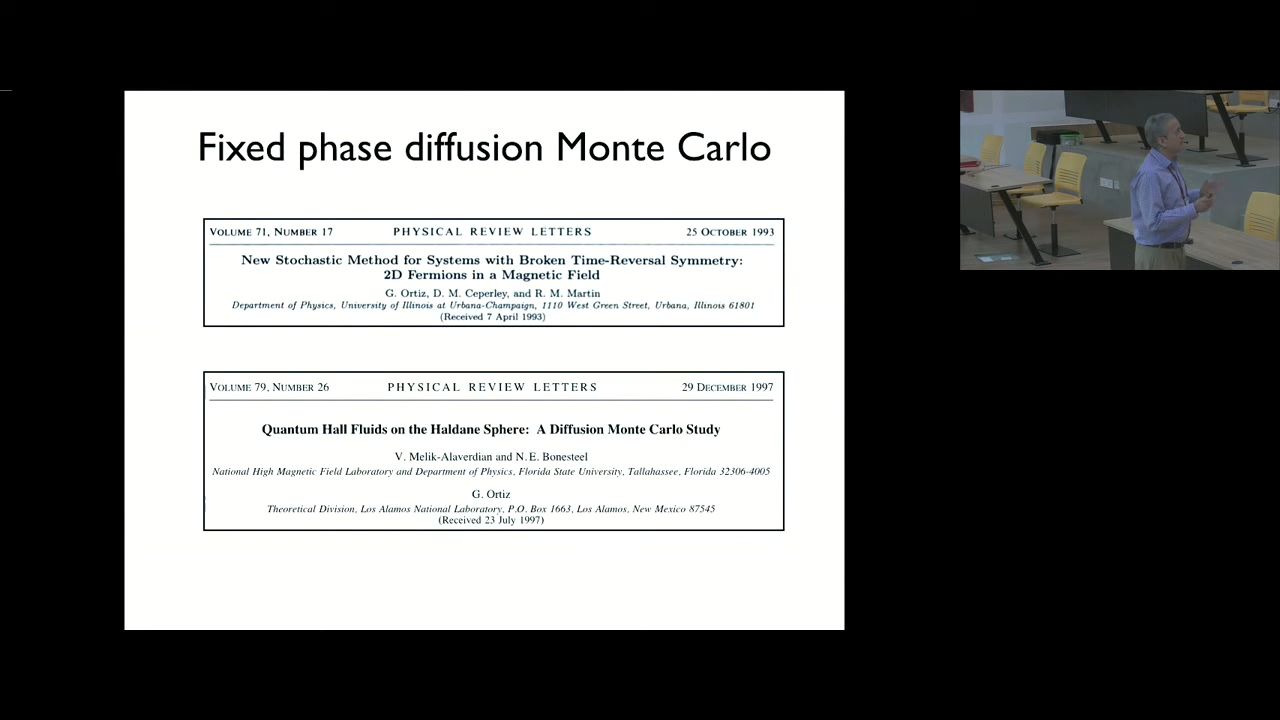 Fixed phase diffusion Monte Carlo
VOLUME 71, NUMBER 17 PHYSICAL REVIEW LETTERS 25 OCTOBER 1993
New Stochastic Method for Systems with Broken Time-Reversal Symmetry:
2D Fermions in a Magnetic Field
G. Ortiz, D. M. Ceperley, and R. M. Martin
Department of Physics, University of Illinois at Urbana-Champaign, 1110 West Green Street, Urbana, Illinois 61801
(Received 7 April 1993)
VOLUME 79, NUMBER 26 PHYSICAL REVIEW LETTERS 29 DECEMBER 1997
Quantum Hall Fluids on the Haldane Sphere: A Diffusion Monte Carlo Study
V. Melik-Alaverdian and N. E. Bonesteel
National High Magnetic Field Laboratory and Department of Physics, Florida State University, Tallahassee, Florida 32306-4005
G. Ortiz
Theoretical Division, Los Alamos National Laboratory, P.O. Box 1663, Los Alamos, New Mexico 87545
(Received 23 July 1997)